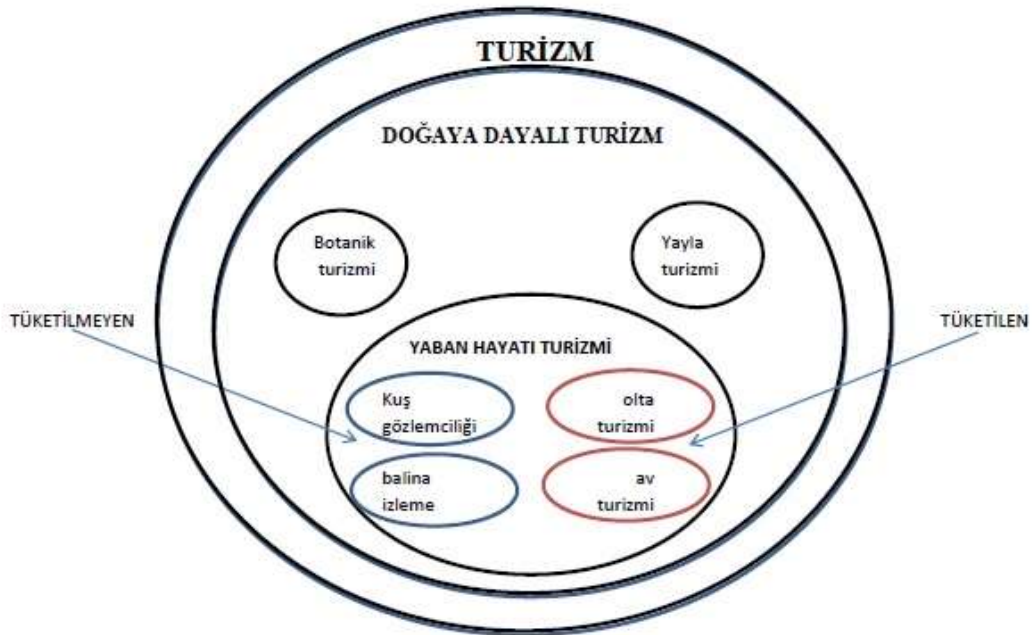 TURİZM
DOĞAYA DAYALI TURİZM
Botanik
turizmi
Yayla
turizmi
TÜKETİLMEYEN
TÜKETİLEN
YABAN HAYATI TURİZMİ
Kuş
gözlemciliği
olta
turizmi
balina
izleme
av
turizmi